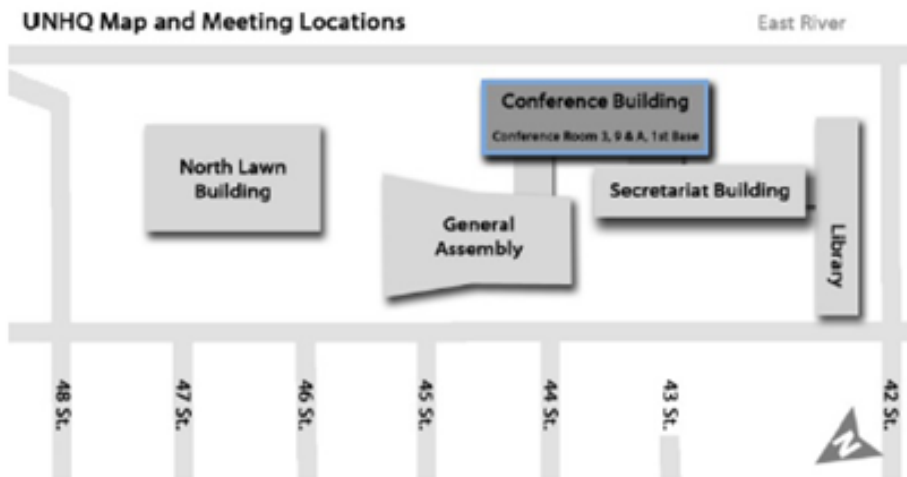 UNHQ Map and Meeting Locations
East River
Conference Building
Conference Room 3, 9 & A, 1st Base
North Lawn
Building
Secretariat Building
General
Assembly
Library
48 St.
47 St.
46 St.
45 St.
44 St.
43 St.
42 St.
N